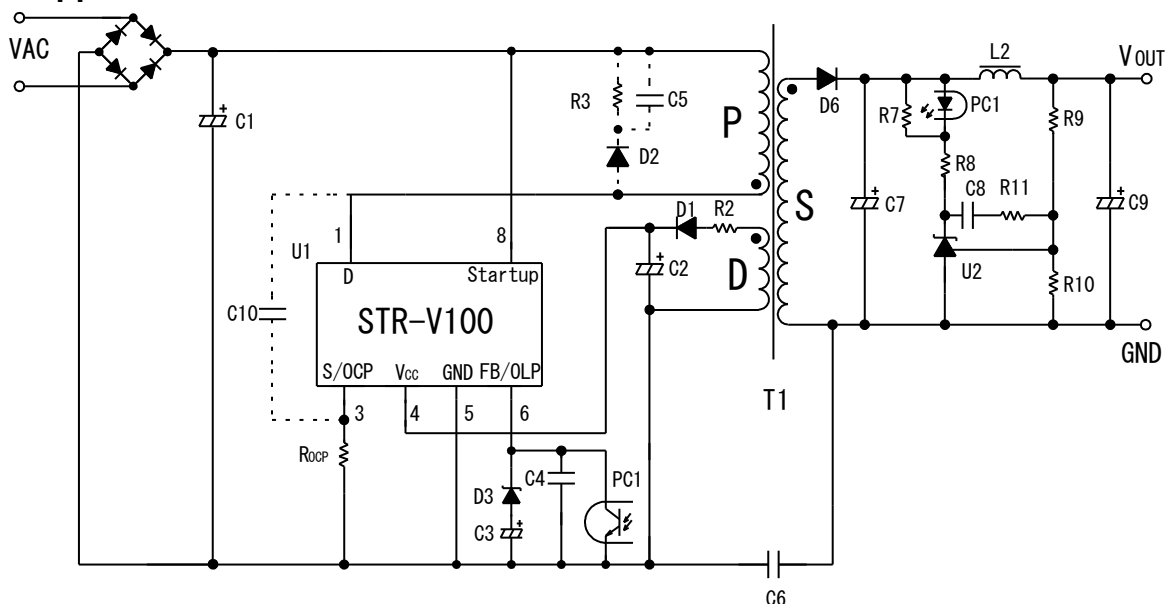 VAC
C1
R3
C5
D2
P
D6
L2
VOUT
R7
PC1
R9
R8
C8
R11
C7
S
C9
U2
R10
GND
D1
R2
C2
D
T1
U1
1
8
D
Startup
STR-V100
C10
S/OCP
VCC
GND
FB/OLP
3
4
5
6
ROCP
D3
C4
PC1
C3
C6